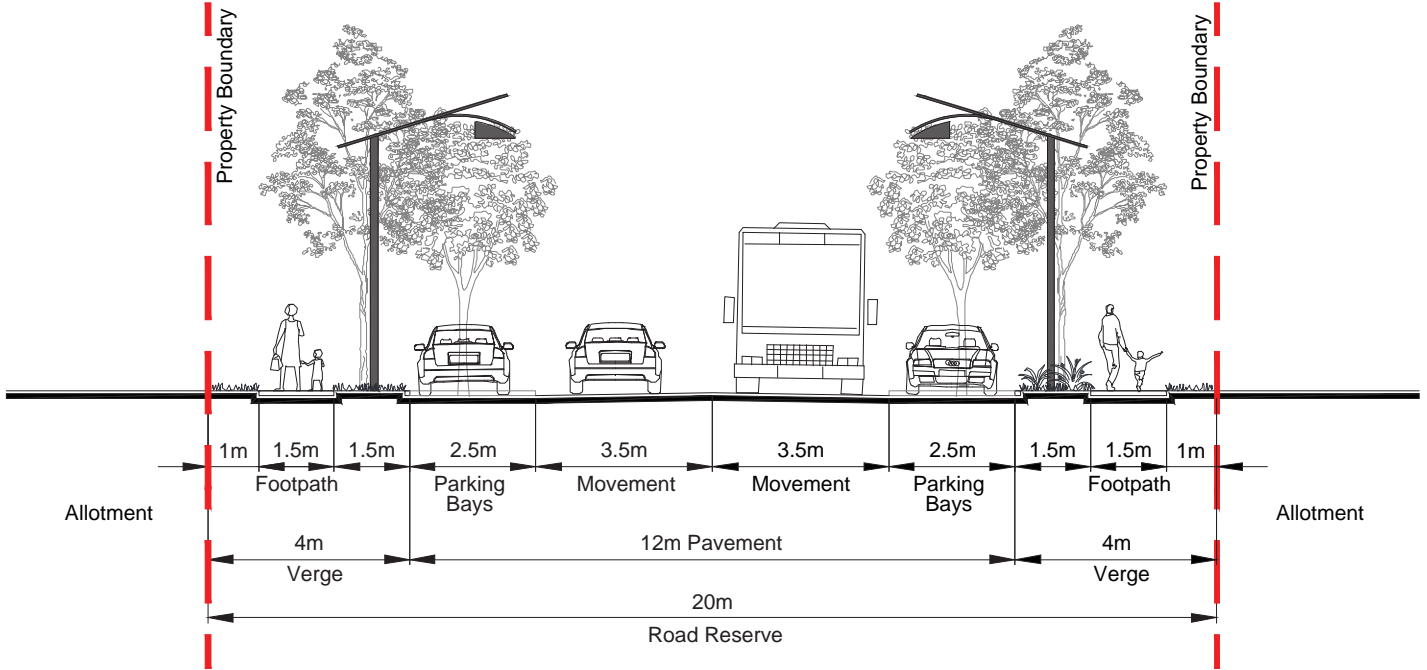 Property Boundary
Property Boundary
1m
1.5m
1.5m
2.5m
3.5m
3.5m
2.5m
1.5m
1.5m
1m
Footpath
Parking
Bays
Movement
Movement
Parking
Bays
Footpath
Allotment
Allotment
4m
Verge
12m Pavement
4m
Verge
20m
Road Reserve